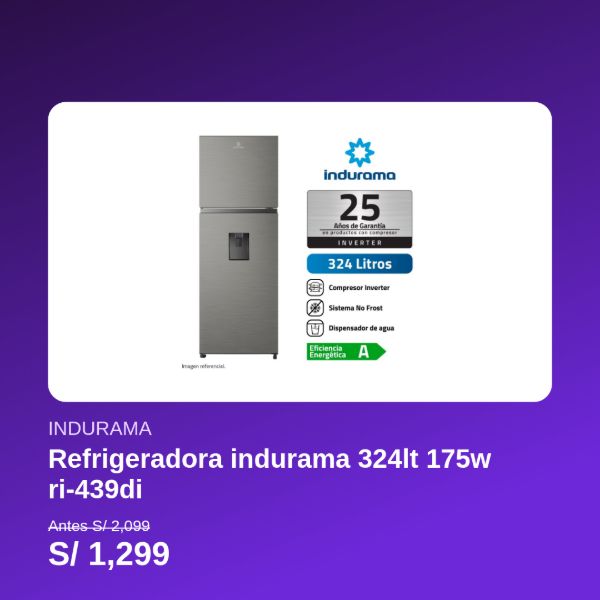 indurama
25
Años de Garantía
en productos con compresor
INVERTER
324 Litros
Compresor Inverter
Sistema No Frost
Dispensador de agua
Eficiencia
Energética A
Imagen referencial.
INDURAMA
Refrigeradora indurama 324lt 175w
ri-439di
Antes S/ 2,099
S/ 1,299